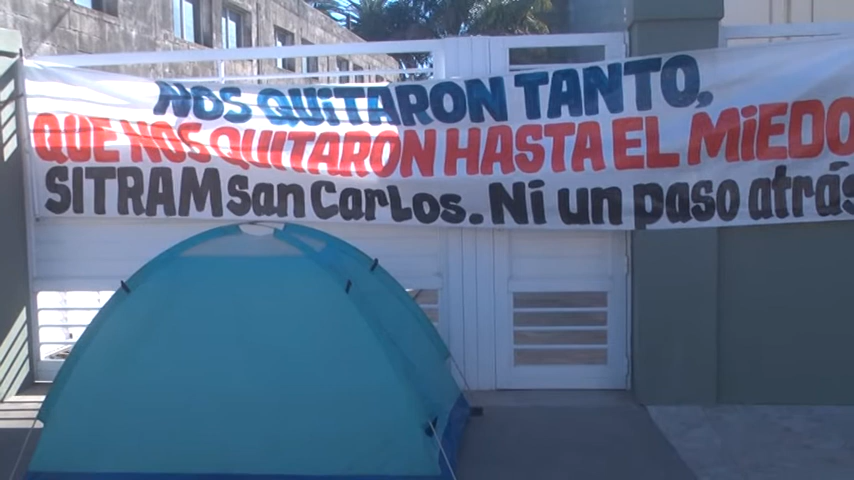 NOS QUITARON TANTO,
QUE NOS QUITARON HASTA EL MIEDO
SITRAM San CarLos. Ni un paso atrás